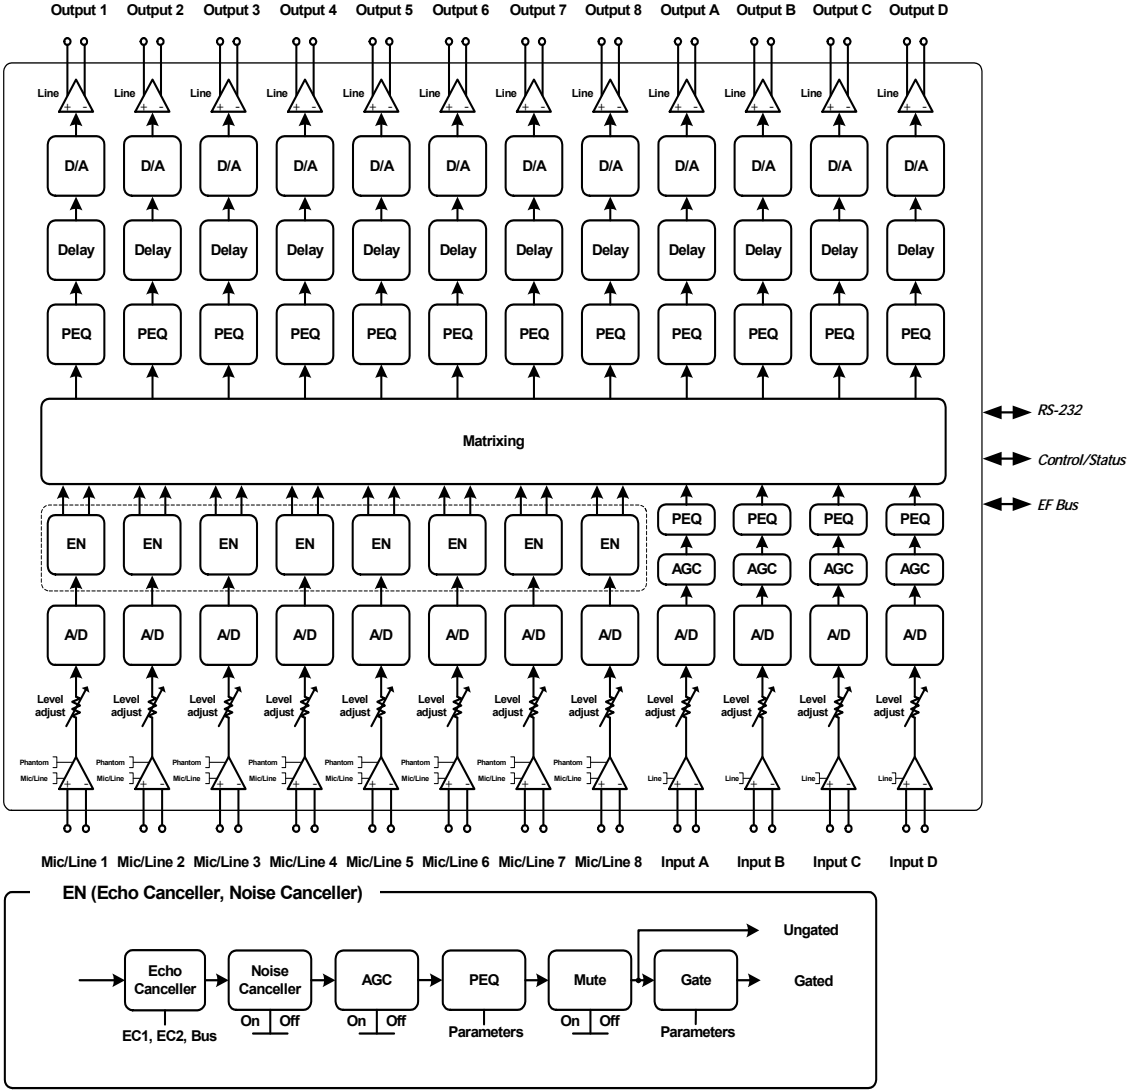 Output 1 Output 2 Output 3 Output 4 Output 5 Output 6 Output 7 Output 8 Output A Output B Output C Output D
Line Line Line Line Line Line Line Line Line Line Line Line
+ - + - + - + - + - + - + - + - + - + - + - + -
D/A D/A D/A D/A D/A D/A D/A D/A D/A D/A D/A D/A
Delay Delay Delay Delay Delay Delay Delay Delay Delay Delay Delay Delay
PEQ PEQ PEQ PEQ PEQ PEQ PEQ PEQ PEQ PEQ PEQ PEQ
RS-232
Matrixing
Control/Status
EF Bus
PEQ PEQ PEQ PEQ
EN EN EN EN EN EN EN EN
AGC AGC AGC AGC
A/D A/D A/D A/D A/D A/D A/D A/D A/D A/D A/D A/D
Level Level Level Level Level Level Level Level Level Level Level Level
adjust adjust adjust adjust adjust adjust adjust adjust adjust adjust adjust adjust
Phantom Phantom Phantom Phantom Phantom Phantom Phantom Phantom
Mic/Line Mic/Line Mic/Line Mic/Line Mic/Line Mic/Line Mic/Line Mic/Line Line Line Line Line
+ - + - + - + - + - + - + - + - + - + - + - + -
Mic/Line 1 Mic/Line 2 Mic/Line 3 Mic/Line 4 Mic/Line 5 Mic/Line 6 Mic/Line 7 Mic/Line 8 Input A Input B Input C Input D
EN (Echo Canceller, Noise Canceller)
Ungated
Echo
Canceller
Noise
Canceller
AGC
PEQ
Mute
Gate
Gated
EC1, EC2, Bus
On Off
On Off
Parameters
On Off
Parameters